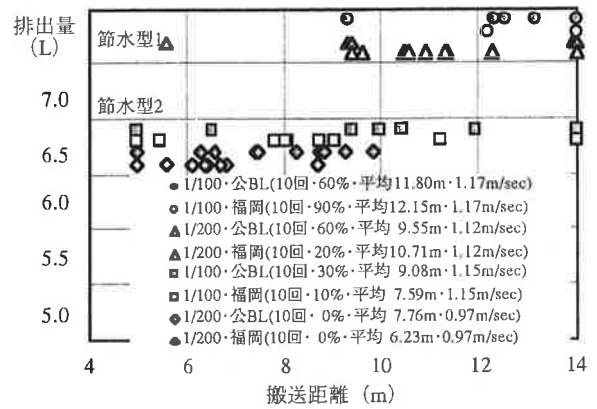 排出量
(L)
節水型1
7.0
節水型2
6.5
6.0
5.5
5.0
1/100·公BL(10回·60%·平均11.80m·1.17m/sec)
1/100·福岡(10回·90%·平均12.15m·1.17m/sec)
1/200·公BL(10回·60%·平均 9.55m·1.12m/sec)
1/200·福岡(10回·20%·平均10.71m·1.12m/sec)
1/100·公BL(10回·30%·平均 9.08m·1.15m/sec)
1/100·福岡(10回·10%·平均 7.59m·1.15m/sec)
1/200·公BL(10回· 0%·平均 7.76m·0.97m/sec)
1/200·福岡(10回· 0%·平均 6.23m·0.97m/sec)
4 6 8 10 12 14
搬送距離 (m)